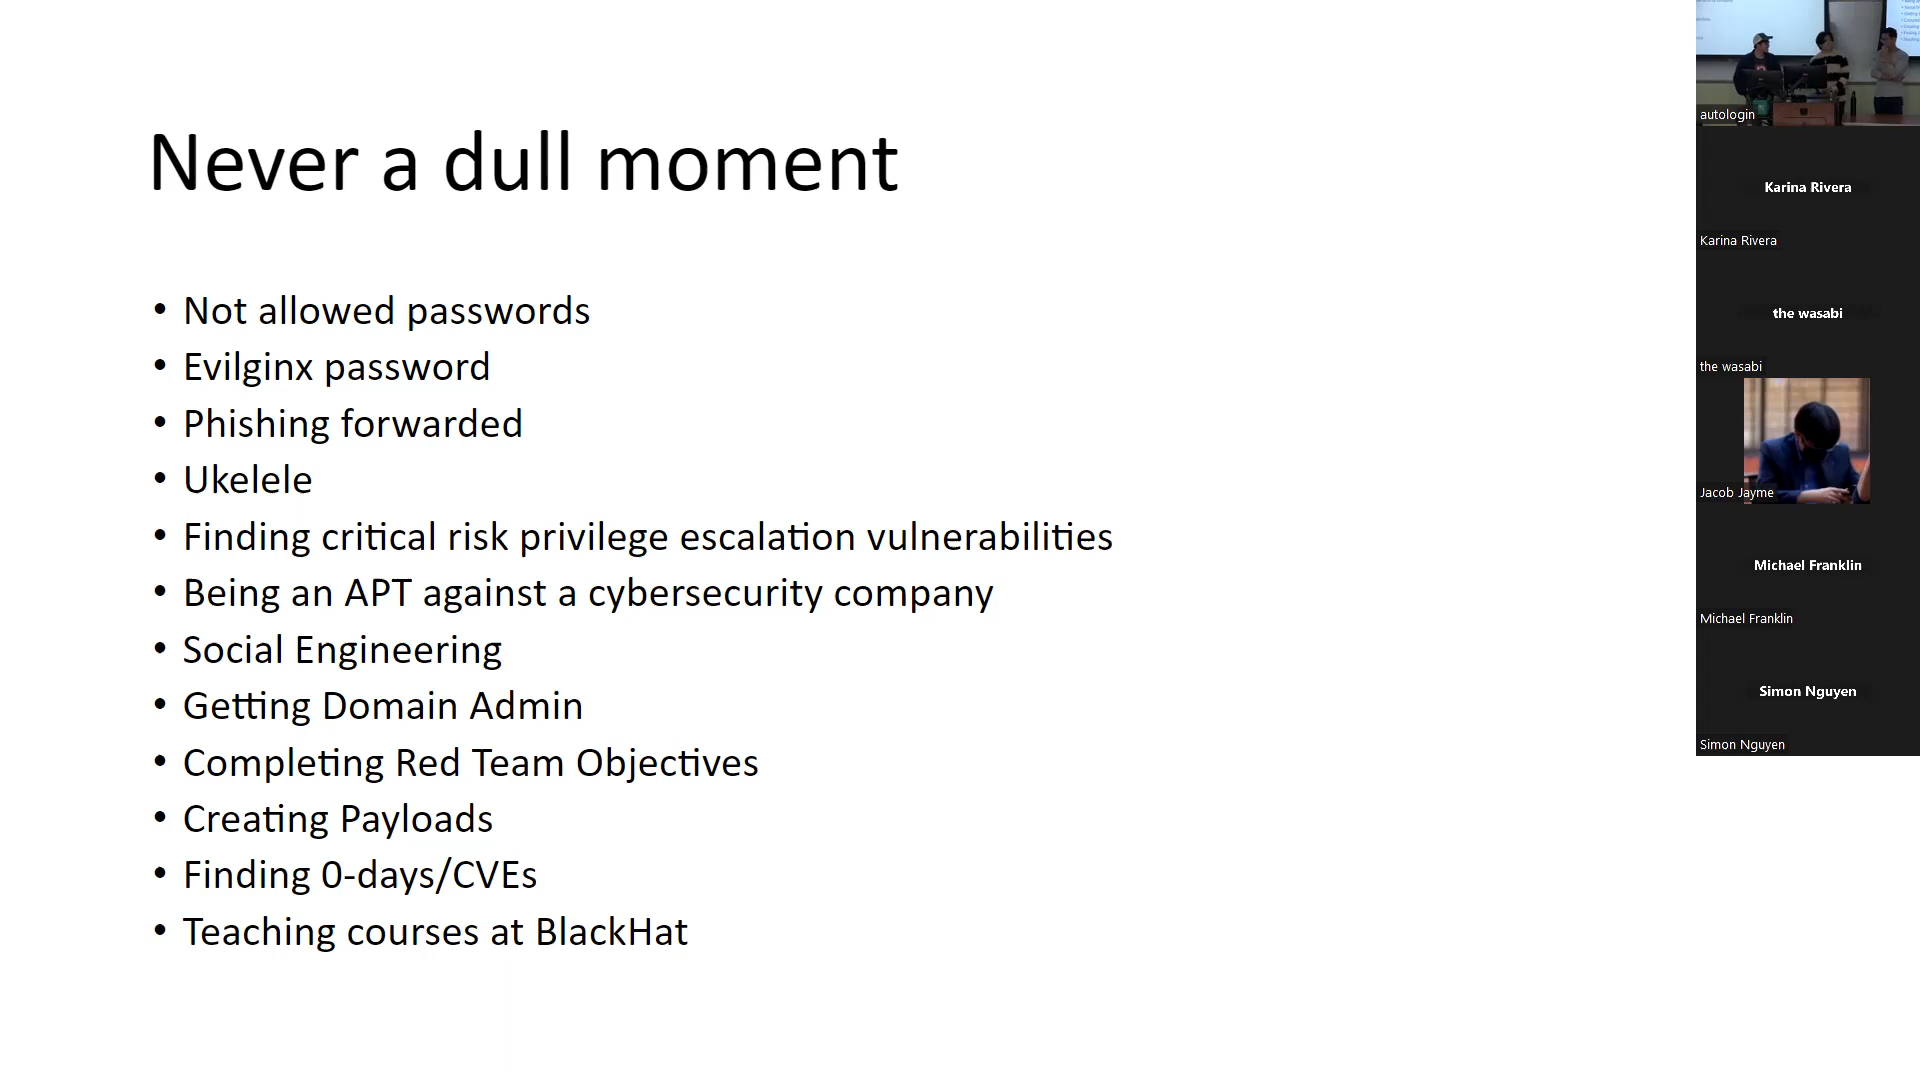 Never a dull moment
• Not allowed passwords
• Evilginx password
• Phishing forwarded
• Ukelele
• Finding critical risk privilege escalation vulnerabilities
• Being an APT against a cybersecurity company
• Social Engineering
• Getting Domain Admin
• Completing Red Team Objectives
• Creating Payloads
• Finding 0-days/CVEs
• Teaching courses at BlackHat
autologin
Karina Rivera
Karina Rivera
the wasabi
the wasabi
Jacob Jayme
Michael Franklin
Michael Franklin
Simon Nguyen
Simon Nguyen